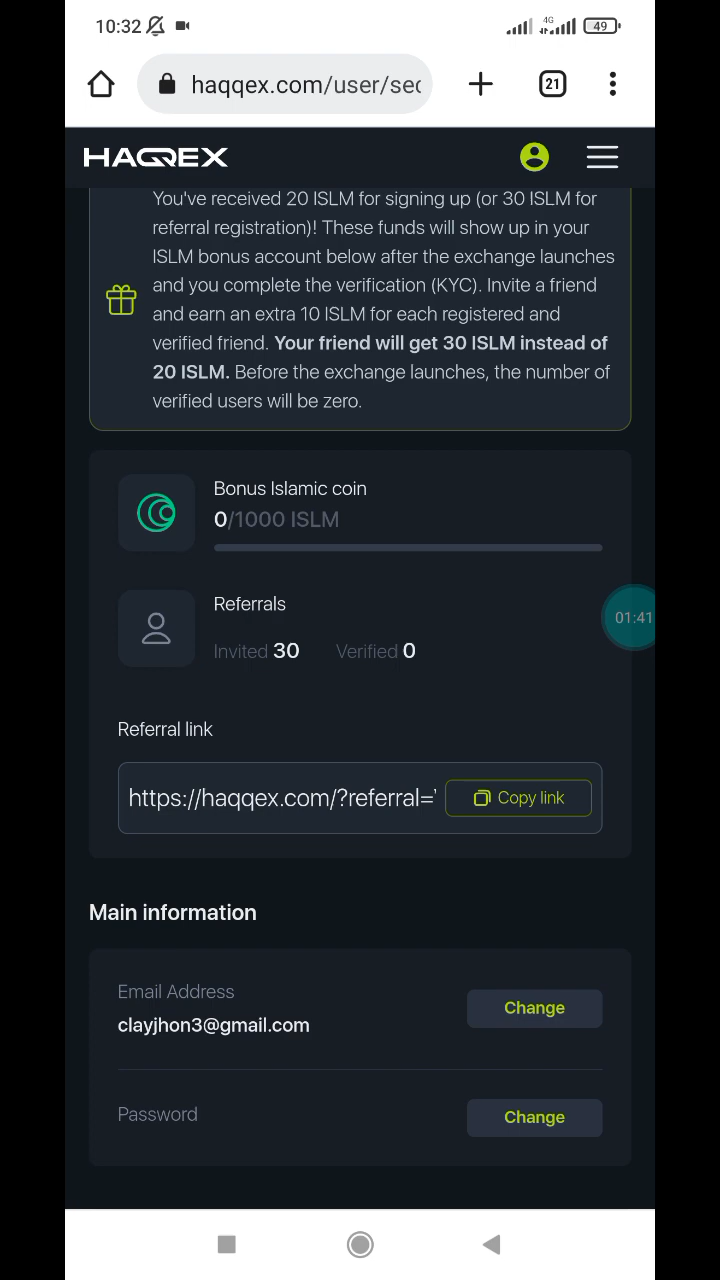 10:32
4G
49
haqqex.com/user/sec
21
HAQQEX
You've received 20 ISLM for signing up (or 30 ISLM for
referral registration)! These funds will show up in your
ISLM bonus account below after the exchange launches
and you complete the verification (KYC). Invite a friend
and earn an extra 10 ISLM for each registered and
verified friend. Your friend will get 30 ISLM instead of
20 ISLM. Before the exchange launches, the number of
verified users will be zero.
Bonus Islamic coin
0/1000 ISLM
Referrals
01:41
Invited 30 Verified 0
Referral link
https://haqqex.com/?referral= Copy link
Main information
Email Address
Change
clayjhon3@gmail.com
Password
Change